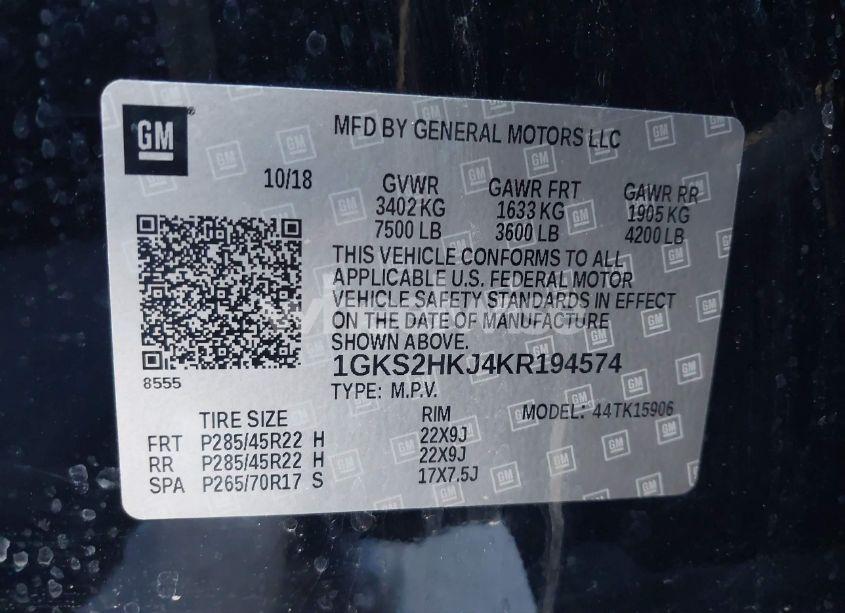 GM
MFD BY GENERAL MOTORS LLC
10/18
GVWR GAWR FRT GAWR RR
3402 KG 1633 KG 1905 KG
7500 LB 3600 LB 4200 LB
THIS VEHICLE CONFORMS TO ALL
APPLICABLE U.S. FEDERAL MOTOR
VEHICLE SAFETY STANDARDS IN EFFECT
ON THE DATE OF MANUFACTURE
SHOWN ABOVE.
8555
1GKS2HKJ4KR194574
TYPE: M.P.V. MODEL: 44TK15906
TIRE SIZE RIM
FRT P285/45R22 H 22X9J
RR P285/45R22 H 22X9J
SPA P265/70R17 S 17X7.5J